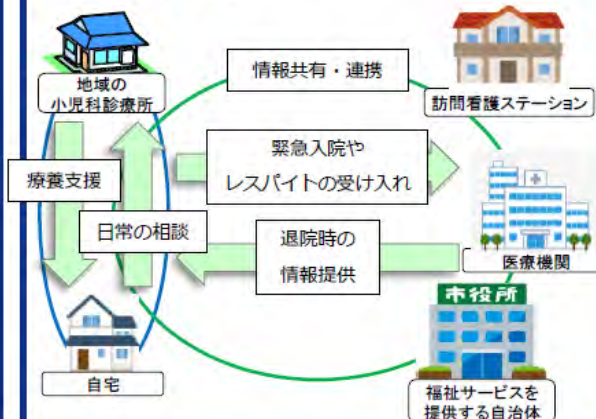 地域の
小児科診療所
情報共有・連携
訪問看護ステーション
緊急入院や
レスパイトの受け入れ
療養支援
日常の相談
退院時の
情報提供
医療機関
市役所
自宅
福祉サービスを
提供する自治体